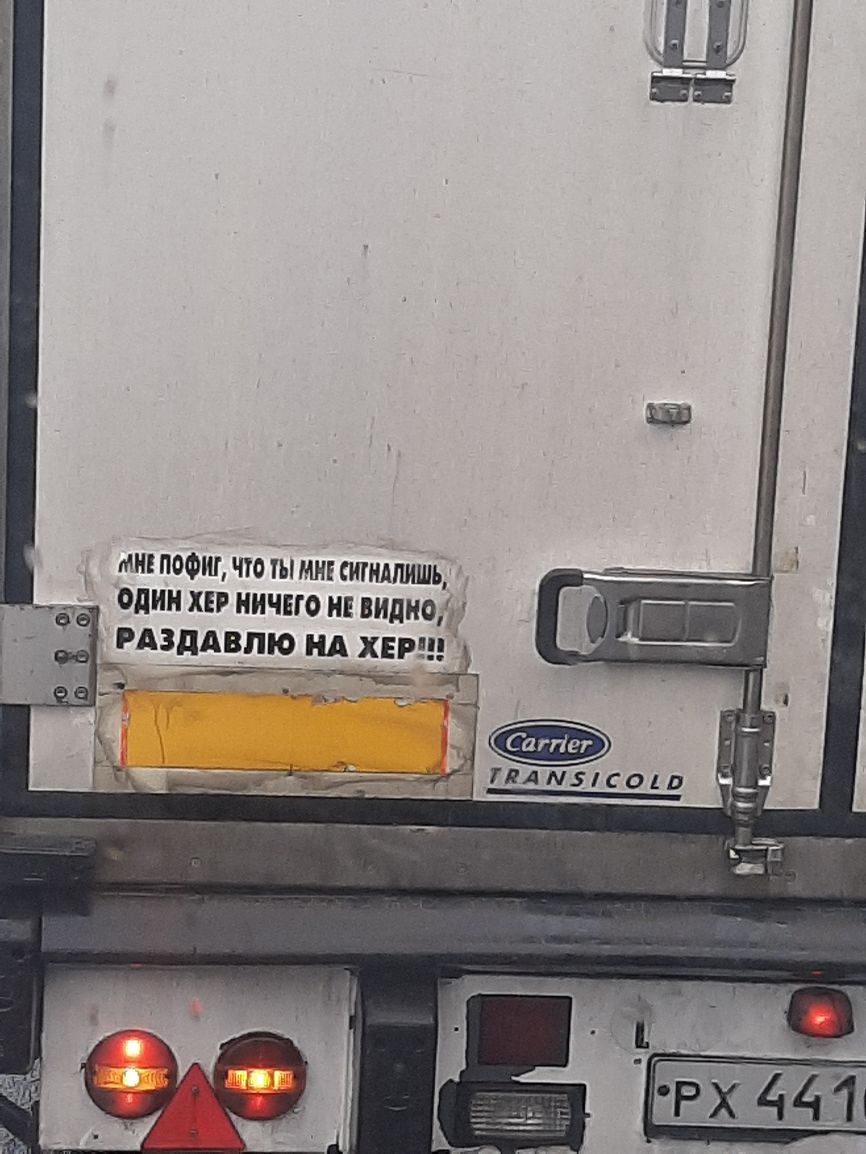 МНЕ ПОФИГ, ЧТО ТЫ МНЕ СИГНАЛИШЬ,
ОДИН ХЕР НИЧЕГО НЕ ВИДНО,
РАЗДАВЛЮ НА ХЕР!!!
Carrier
TRANSICOLD
L
РХ 441